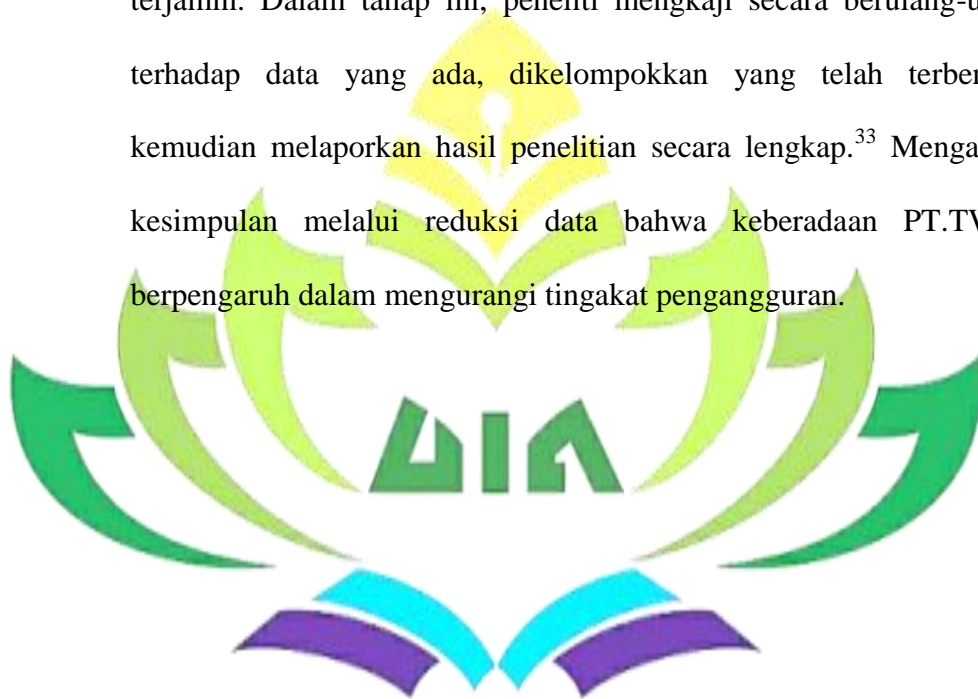 terjamin. Dalam tahap ini, peneliti mengkaji secara berulang-u
terhadap data yang ada, dikelompokkan yang telah terber
kemudian melaporkan hasil penelitian secara lengkap.33 Menga
kesimpulan melalui reduksi data bahwa keberadaan PT.TV
berpengaruh dalam mengurangi tingakat pengangguran.
UIN